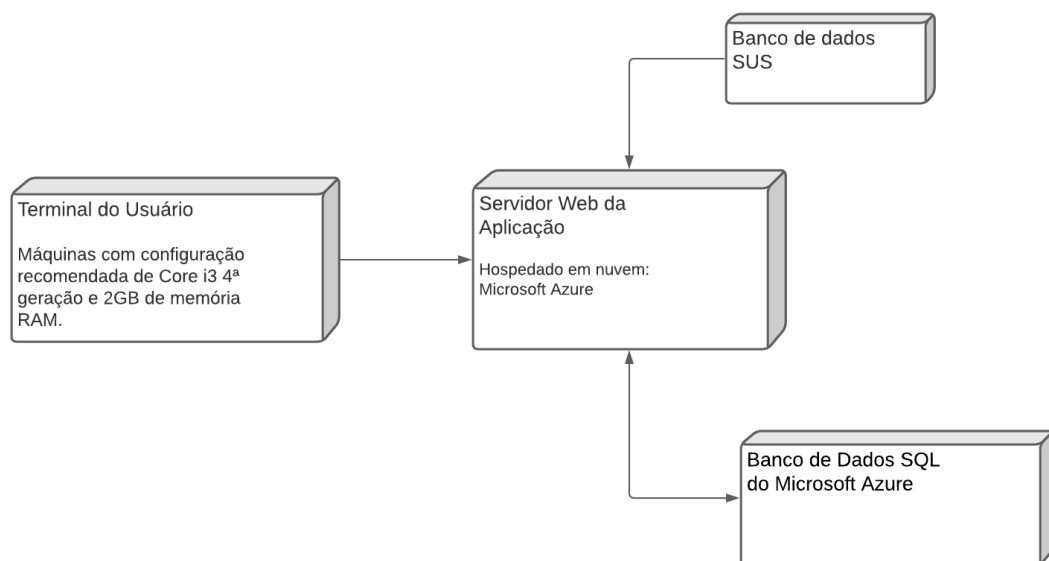 Banco de dados
SUS
Terminal do Usuário
Máquinas com configuração
recomendada de Core i3 4ª
geração e 2GB de memória
RAM.
Servidor Web da
Aplicação
Hospedado em nuvem:
Microsoft Azure
Banco de Dados SQL
do Microsoft Azure